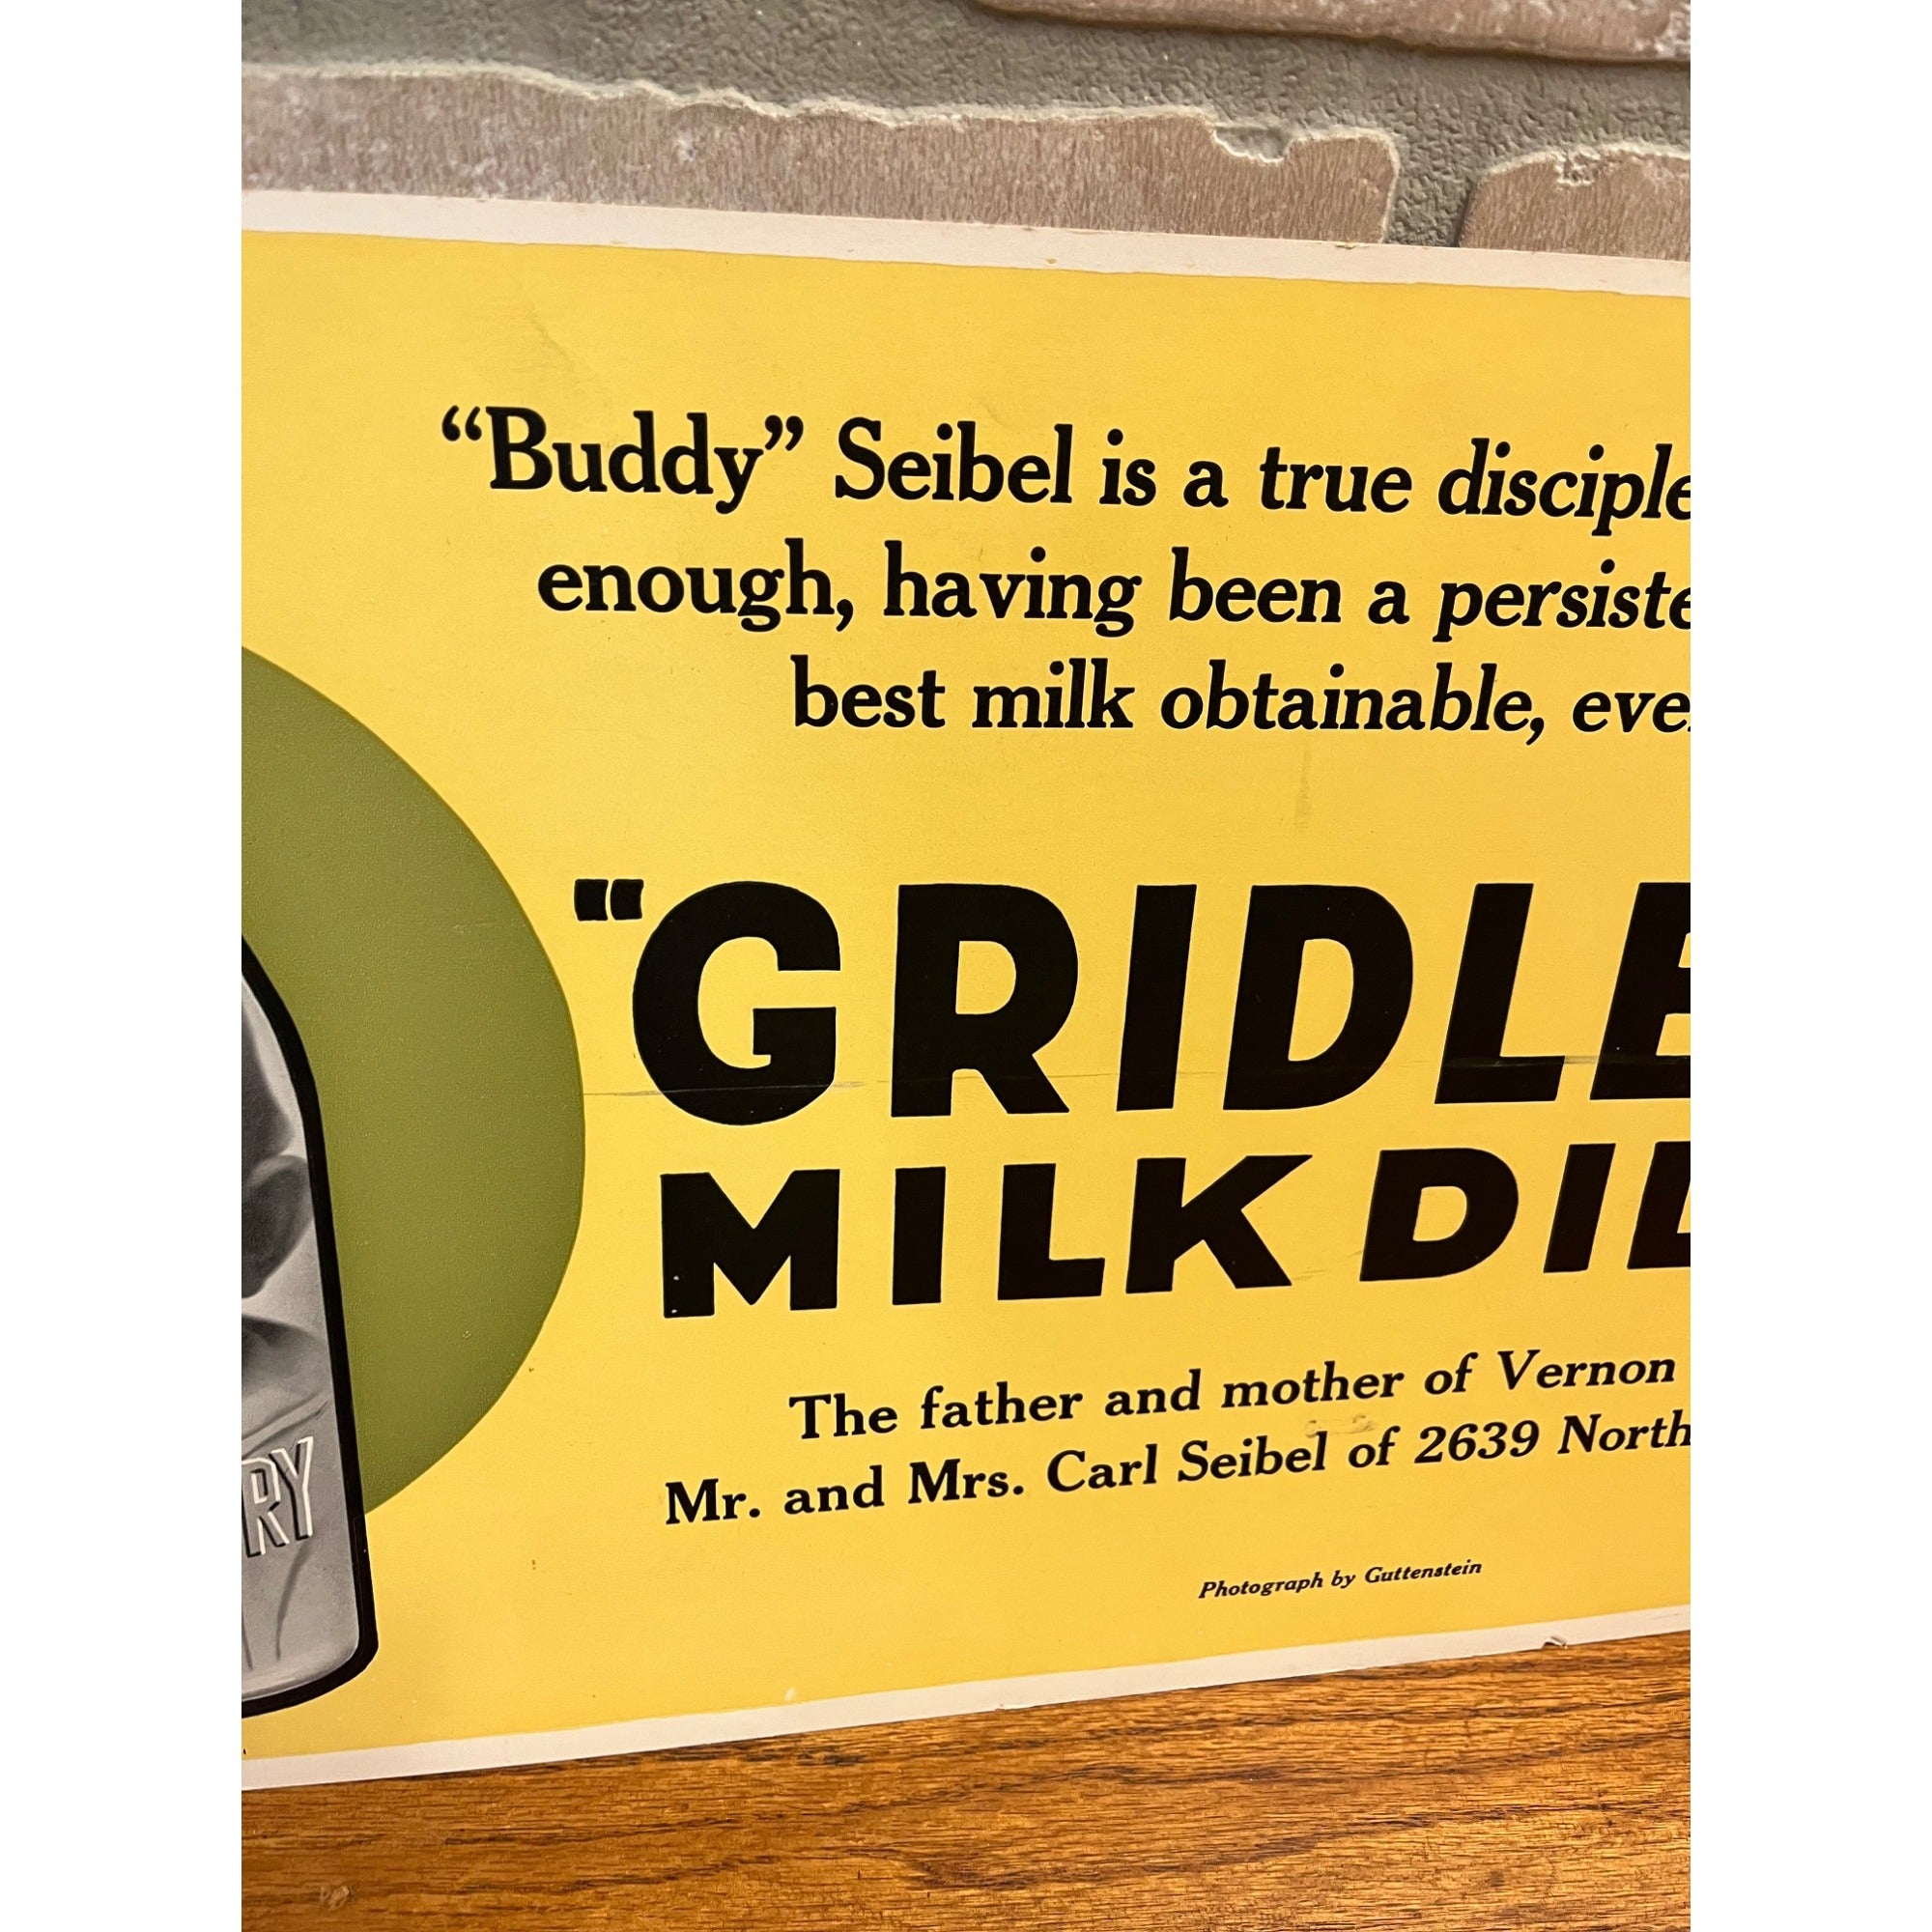 “Buddy” Seibel is a true disciple
enough, having been a persiste
best milk obtainable, eve
"GRIDLE
MILK DI
The father and mother of Vernon
Mr. and Mrs. Carl Seibel of 2639 North
Photograph by Guttenstein
RY